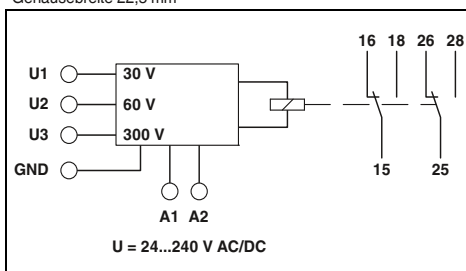 Gehäusebreite 22,5 mm
16 18 26 28
U1 30 V
U2 60 V
U3 300 V
GND
15 25
A1 A2
U = 24...240 V AC/DC